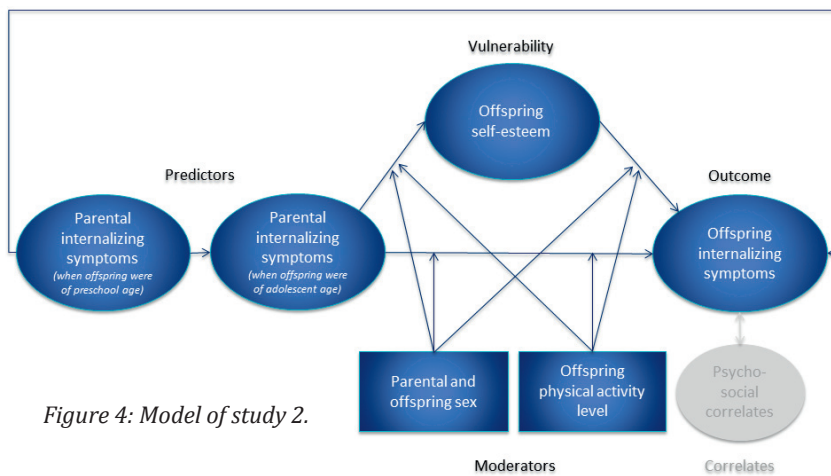 Vulnerability
Offspring
self-esteem
Predictors
Outcome
Parental
internalizing
symptoms
(when offspring were
of preschool age)
Parental
internalizing
symptoms
(when offspring were
of adolescent age)
Offspring
internalizing
symptoms
Parental and
offspring sex
Offspring
physical activity
level
Psycho-
social
correlates
Figure 4: Model of study 2.
Moderators
Correlates